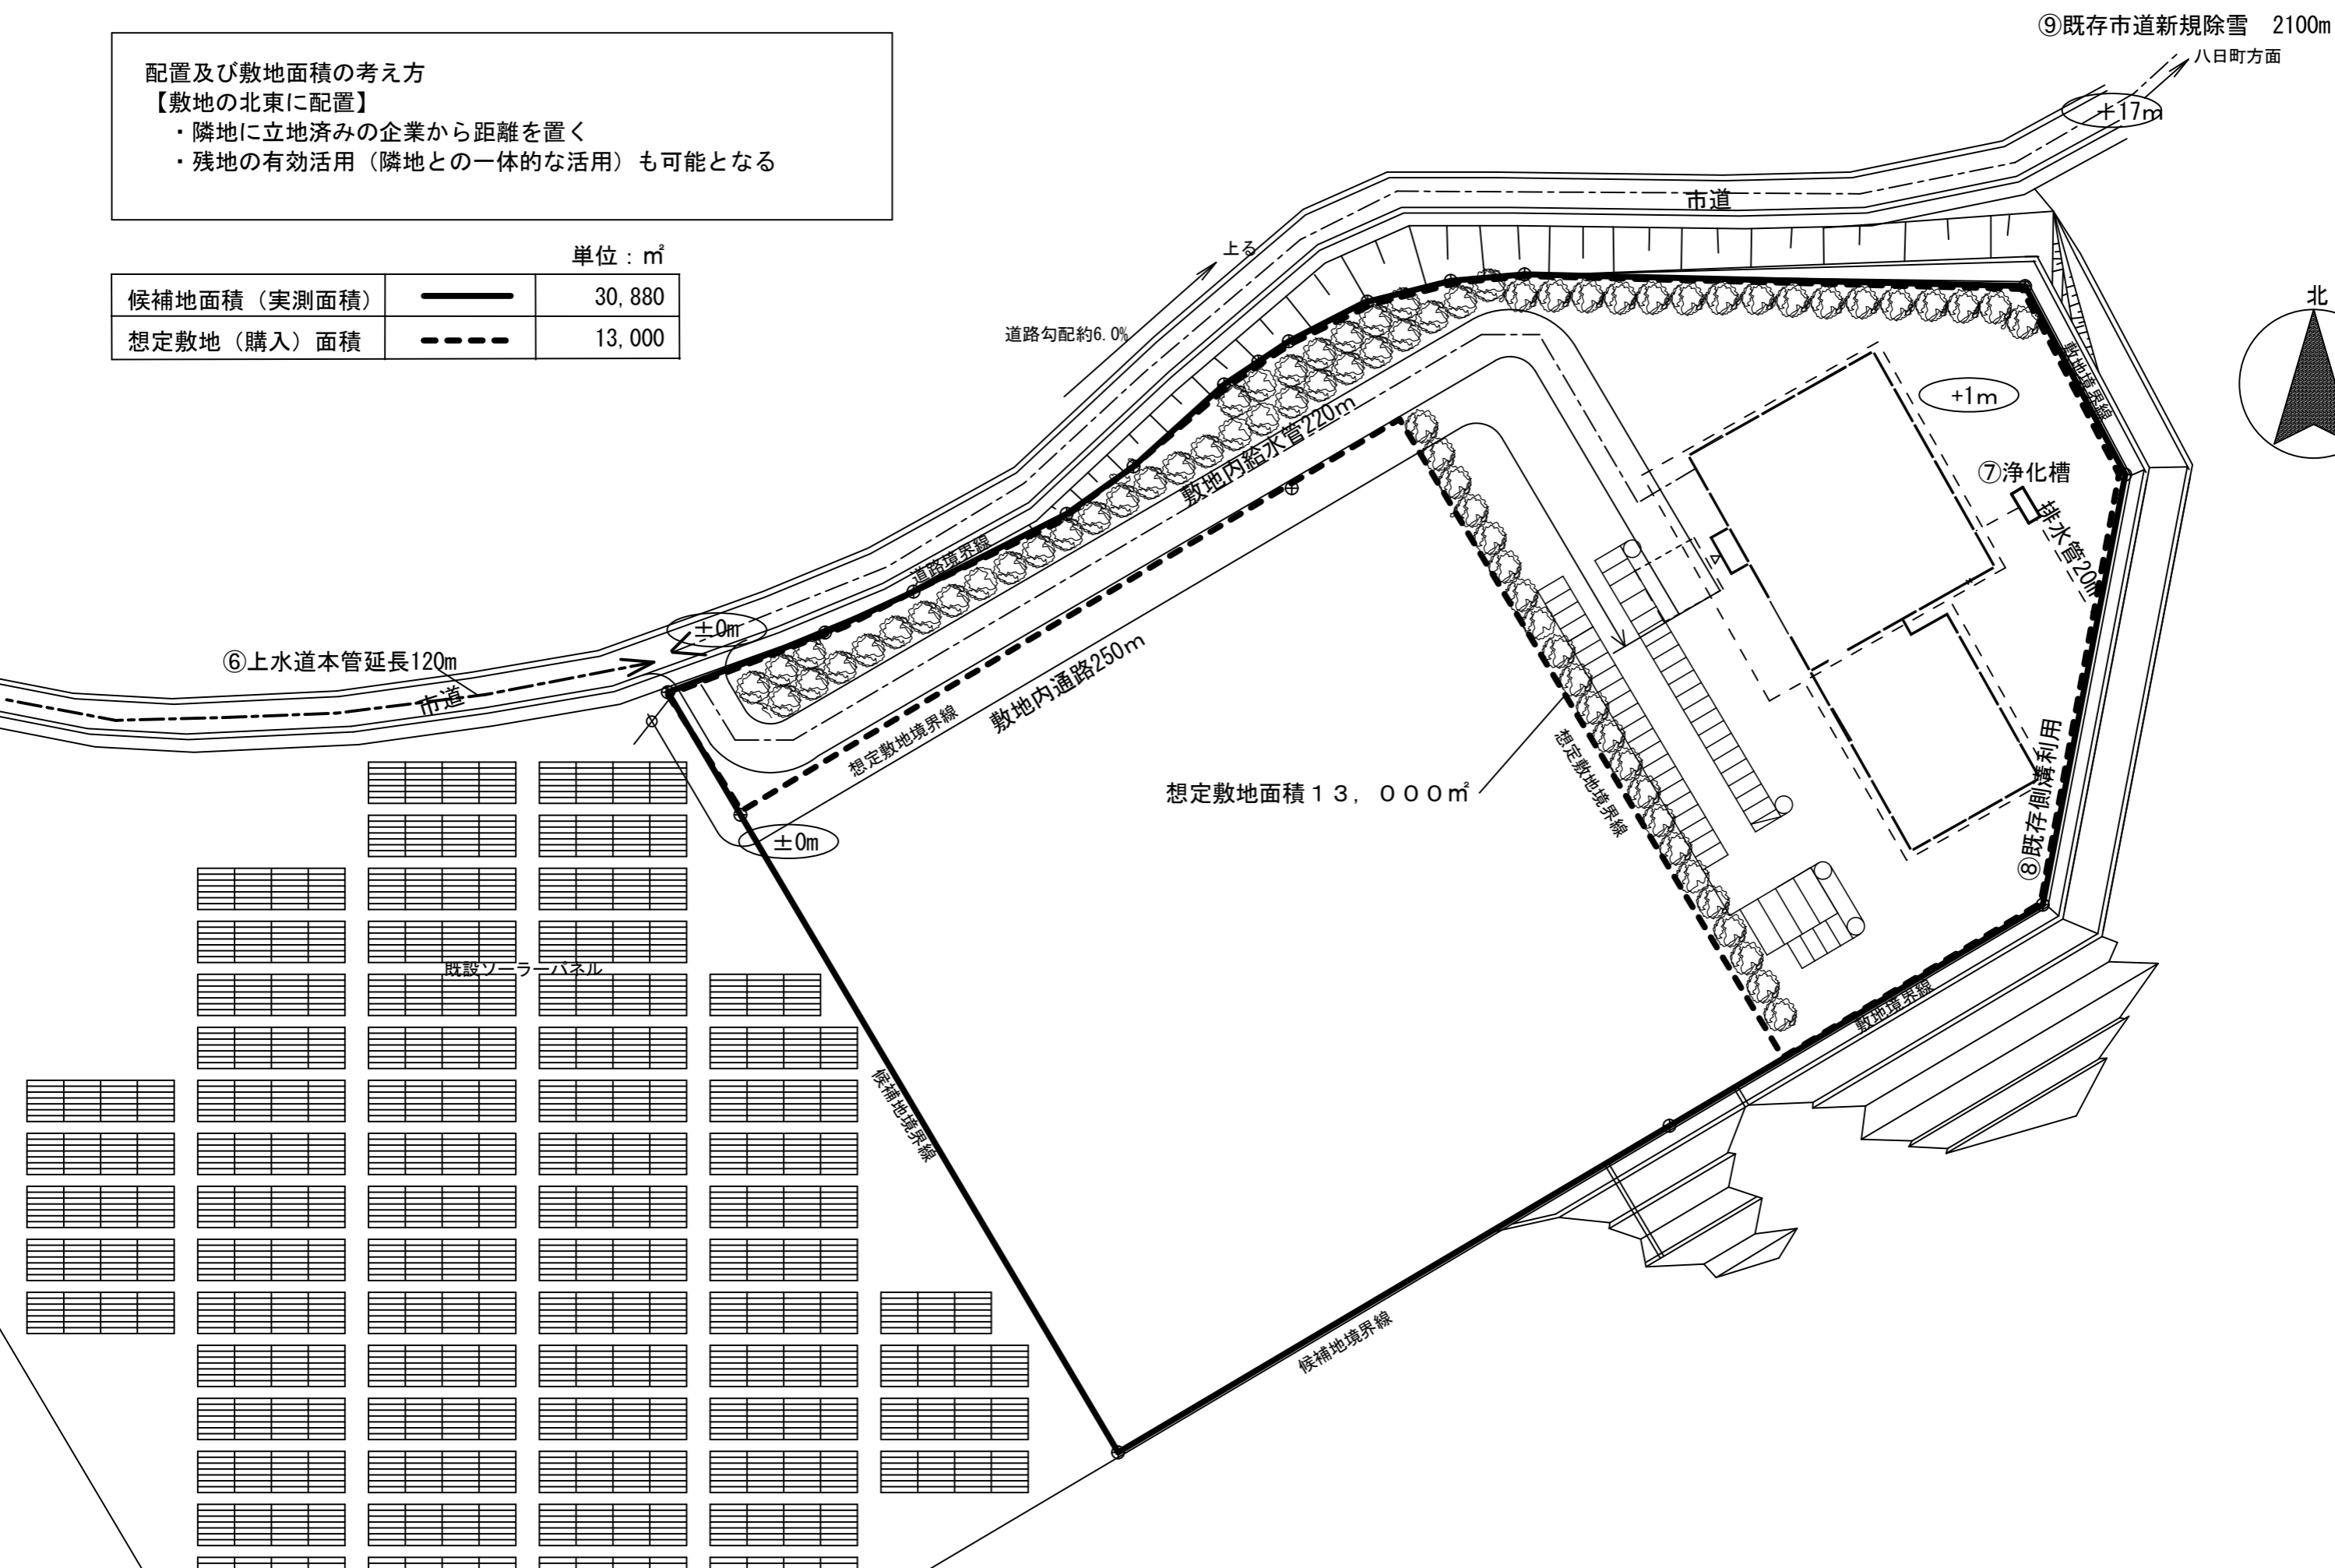 ⑨既存市道新規除雪　2100m
八日町方面
+17m
配置及び敷地面積の考え方
【敷地の北東に配置】
・隣地に立地済みの企業から距離を置く
・残地の有効活用（隣地との一体的な活用）も可能となる
単位：㎡
候補地面積（実測面積） 30,880
想定敷地（購入）面積 13,000
市道
上る
道路勾配約6.0%
北
敷地境界線
+1m
⑦浄化槽
排水管20m
敷地内給水管220m
道路境界線
±0m
⑥上水道本管延長120m
市道
敷地内通路250m
想定敷地境界線
±0m
想定敷地面積１３，０００㎡
想定敷地境界線
⑧既存側溝利用
既設ソーラーパネル
敷地境界線
候補地境界線
候補地境界線